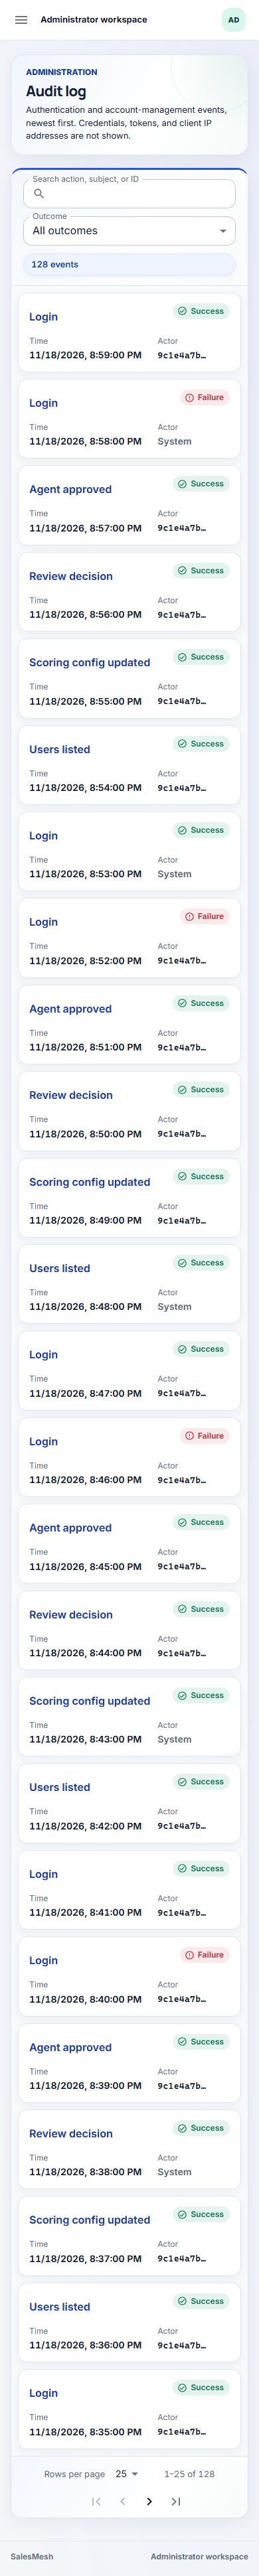 Administrator workspace
AD
ADMINISTRATION
Audit log
Authentication and account-management events,
newest first. Credentials, tokens, and client IP
addresses are not shown.
Search action, subject, or ID
Outcome
All outcomes
128 events
Login
Success
Time
Actor
11/18/2026, 8:59:00 PM
9c1e4a7b…
Login
Failure
Time
Actor
11/18/2026, 8:58:00 PM
System
Agent approved
Success
Time
Actor
11/18/2026, 8:57:00 PM
9c1e4a7b…
Review decision
Success
Time
Actor
11/18/2026, 8:56:00 PM
9c1e4a7b…
Scoring config updated
Success
Time
Actor
11/18/2026, 8:55:00 PM
9c1e4a7b…
Users listed
Success
Time
Actor
11/18/2026, 8:54:00 PM
9c1e4a7b…
Login
Success
Time
Actor
11/18/2026, 8:53:00 PM
System
Login
Failure
Time
Actor
11/18/2026, 8:52:00 PM
9c1e4a7b…
Agent approved
Success
Time
Actor
11/18/2026, 8:51:00 PM
9c1e4a7b…
Review decision
Success
Time
Actor
11/18/2026, 8:50:00 PM
9c1e4a7b…
Scoring config updated
Success
Time
Actor
11/18/2026, 8:49:00 PM
9c1e4a7b…
Users listed
Success
Time
Actor
11/18/2026, 8:48:00 PM
System
Login
Success
Time
Actor
11/18/2026, 8:47:00 PM
9c1e4a7b…
Login
Failure
Time
Actor
11/18/2026, 8:46:00 PM
9c1e4a7b…
Agent approved
Success
Time
Actor
11/18/2026, 8:45:00 PM
9c1e4a7b…
Review decision
Success
Time
Actor
11/18/2026, 8:44:00 PM
9c1e4a7b…
Scoring config updated
Success
Time
Actor
11/18/2026, 8:43:00 PM
System
Users listed
Success
Time
Actor
11/18/2026, 8:42:00 PM
9c1e4a7b…
Login
Success
Time
Actor
11/18/2026, 8:41:00 PM
9c1e4a7b…
Login
Failure
Time
Actor
11/18/2026, 8:40:00 PM
9c1e4a7b…
Agent approved
Success
Time
Actor
11/18/2026, 8:39:00 PM
9c1e4a7b…
Review decision
Success
Time
Actor
11/18/2026, 8:38:00 PM
System
Scoring config updated
Success
Time
Actor
11/18/2026, 8:37:00 PM
9c1e4a7b…
Users listed
Success
Time
Actor
11/18/2026, 8:36:00 PM
9c1e4a7b…
Login
Success
Time
Actor
11/18/2026, 8:35:00 PM
9c1e4a7b…
Rows per page 25 1–25 of 128
SalesMesh
Administrator workspace